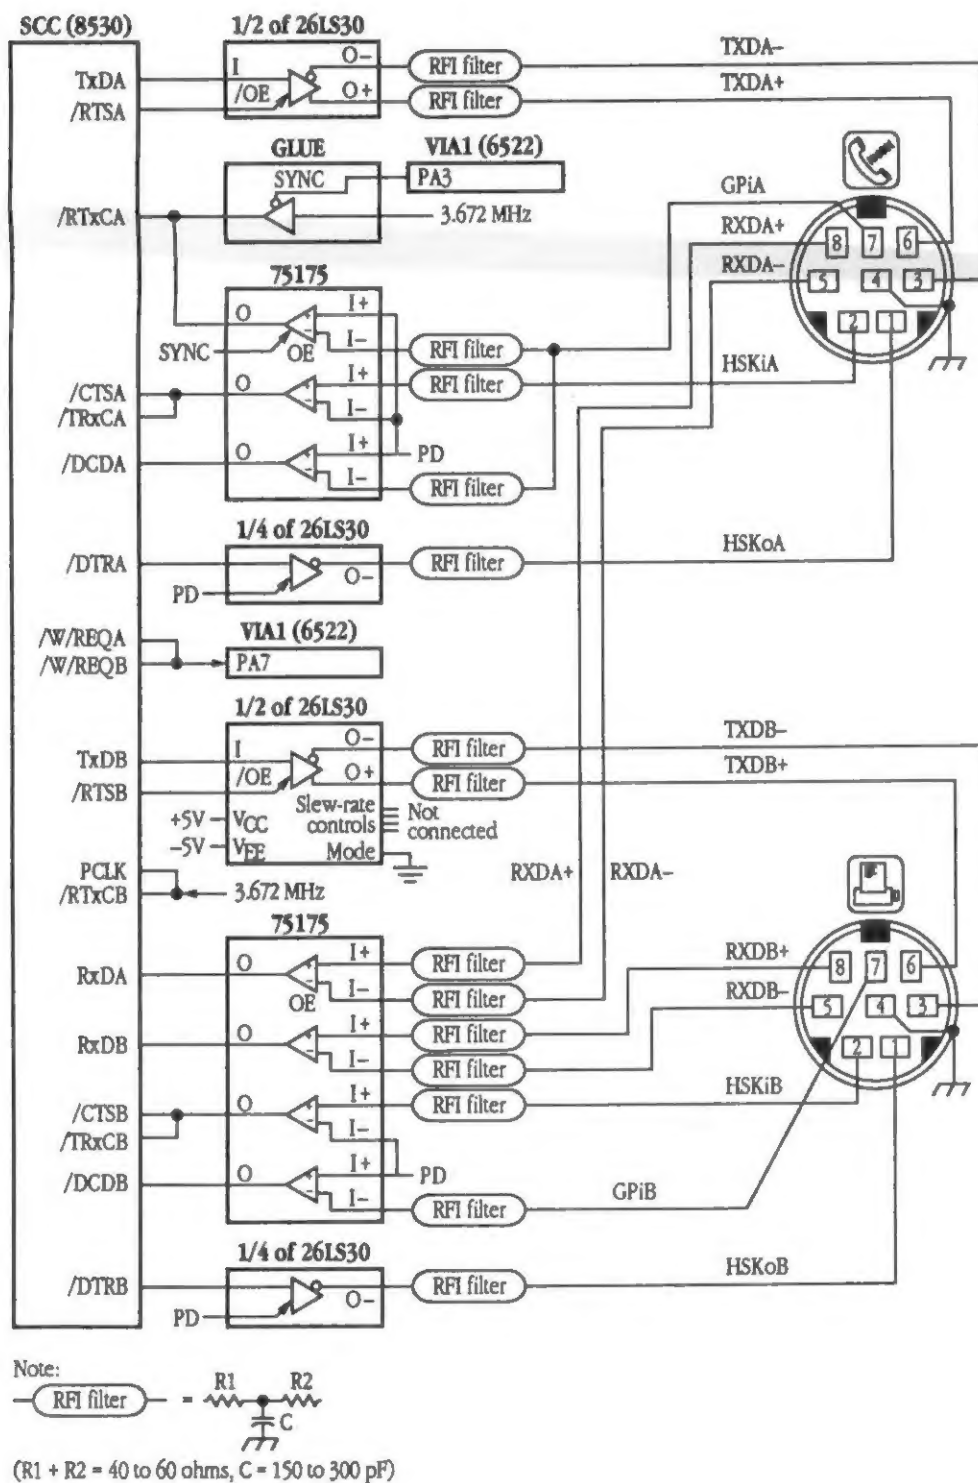 SCC (8530)
1/2 of 26LS30
TxDA
/RTSA
I
/OE
O−
O+
RFI filter
RFI filter
TXDA−
TXDA+
GLUE
SYNC
VIA1 (6522)
PA3
/RTxCA
3.672 MHz
GPiA
RXDA+
RXDA−
8
7
6
5
4
3
2
1
75175
O
I+
I−
OE
SYNC
RFI filter
/CTSA
/TRxCA
O
I+
I−
RFI filter
HSKiA
/DCDA
O
I+
I−
PD
RFI filter
1/4 of 26LS30
/DTRA
O−
PD
RFI filter
HSKoA
/W/REQA
/W/REQB
VIA1 (6522)
PA7
1/2 of 26LS30
TxDB
/RTSB
I
/OE
O−
O+
RFI filter
RFI filter
TXDB−
TXDB+
+5V
VCC
−5V
VEE
Slew-rate
controls
Not
connected
Mode
PCLK
/RTxCB
3.672 MHz
RXDA+
RXDA−
75175
RxDA
O
I+
I−
OE
RFI filter
RFI filter
RXDB+
RXDB−
8
7
6
5
4
3
2
1
RxDB
O
I+
I−
RFI filter
RFI filter
/CTSB
/TRxCB
O
I+
I−
RFI filter
HSKiB
/DCDB
O
I+
I−
PD
RFI filter
GPiB
1/4 of 26LS30
/DTRB
O−
PD
RFI filter
HSKoB
Note:
RFI filter
=
R1
R2
C
(R1 + R2 = 40 to 60 ohms, C = 150 to 300 pF)